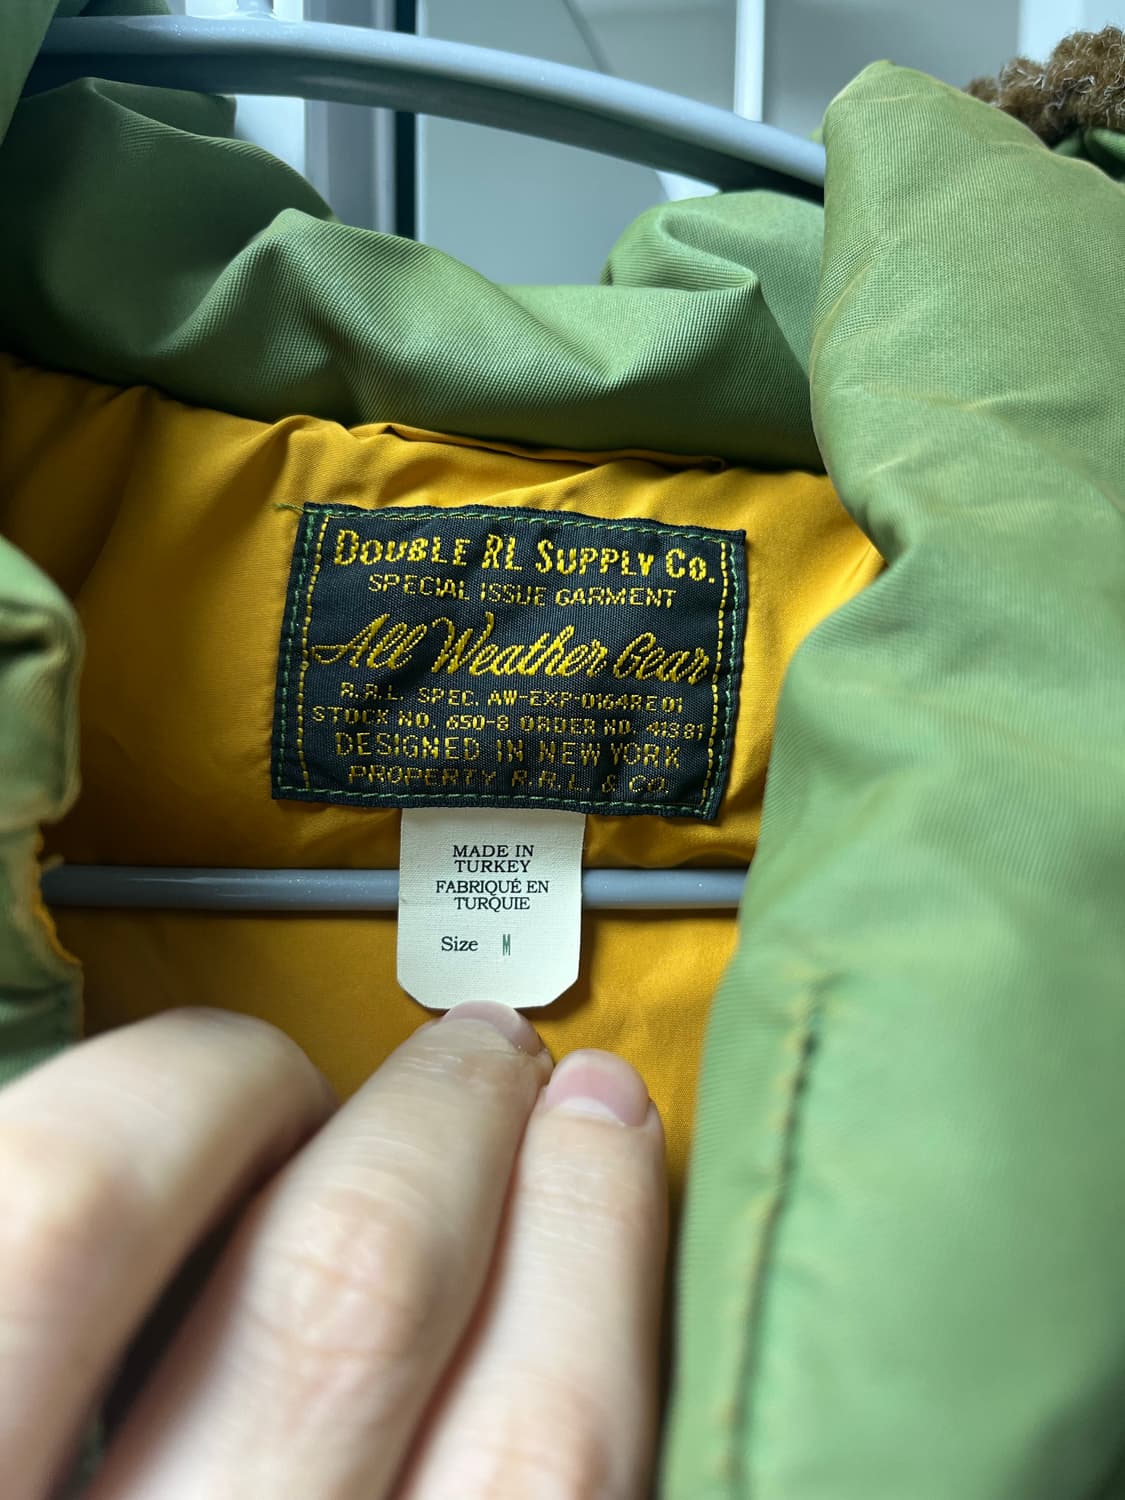 DOUBLE RL SUPPLY CO.
SPECIAL ISSUE GARMENT
All Weather Gear
R.R.L. SPEC. AW-EXP-0164RE01
STOCK NO. 650-8 ORDER NO. 41381
DESIGNED IN NEW YORK
PROPERTY R.R.L. & CO.
MADE IN
TURKEY
FABRIQUÉ EN
TURQUIE
Size M